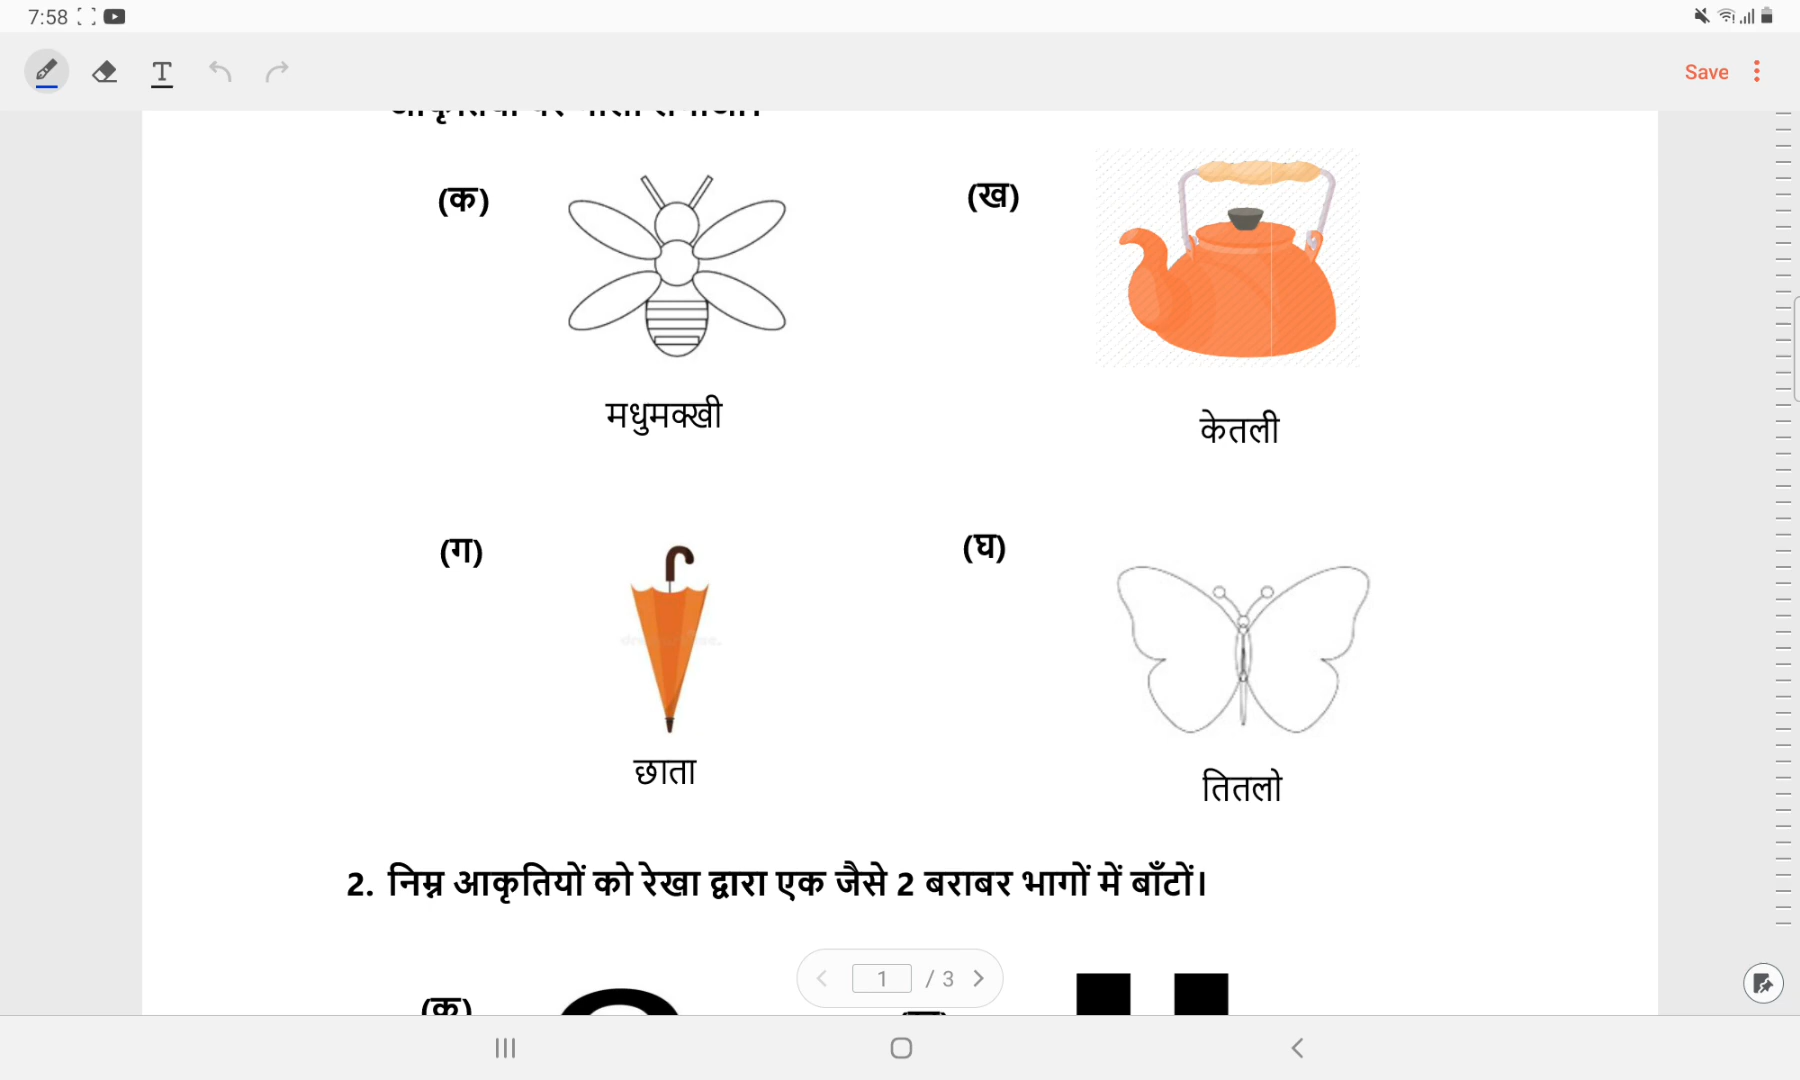 7:58
Save
(क)
(ख)
मधुमक्खी
केतली
(ग)
(घ)
छाता
तितलो
2. निम्न आकृतियों को रेखा द्वारा एक जैसे 2 बराबर भागों में बाँटों।
1 / 3
(क)